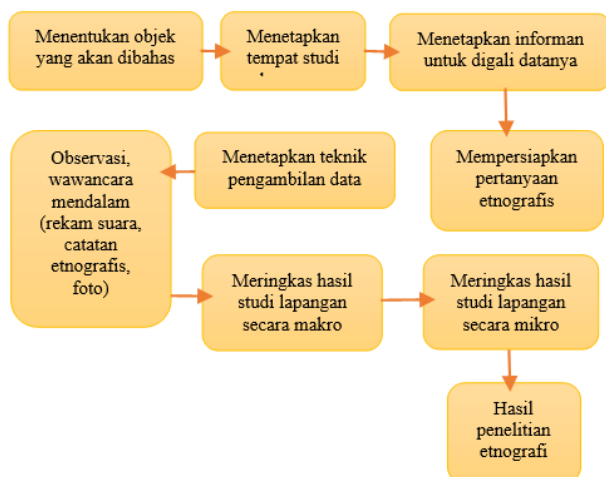 Menentukan objek
yang akan dibahas
Menetapkan
tempat studi
Menetapkan informan
untuk digali datanya
Mempersiapkan
pertanyaan
etnografis
Menetapkan teknik
pengambilan data
Observasi,
wawancara
mendalam
(rekam suara,
catatan
etnografis,
foto)
Meringkas hasil
studi lapangan
secara makro
Meringkas hasil
studi lapangan
secara mikro
Hasil
penelitian
etnografi